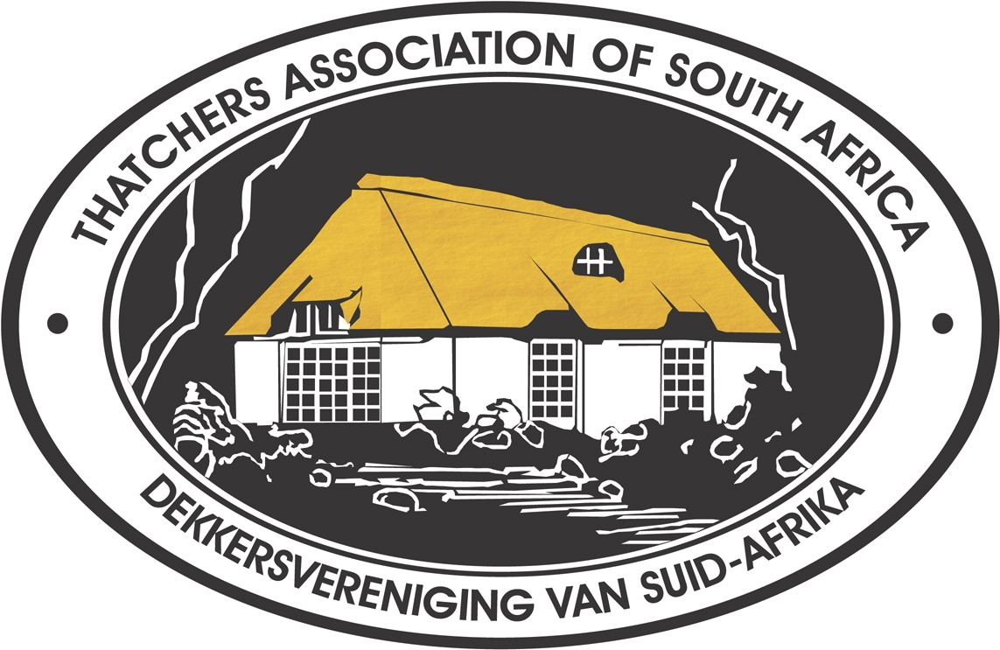 THATCHERS ASSOCIATION OF SOUTH AFRICA
DEKKERSVERENIGING VAN SUID-AFRIKA